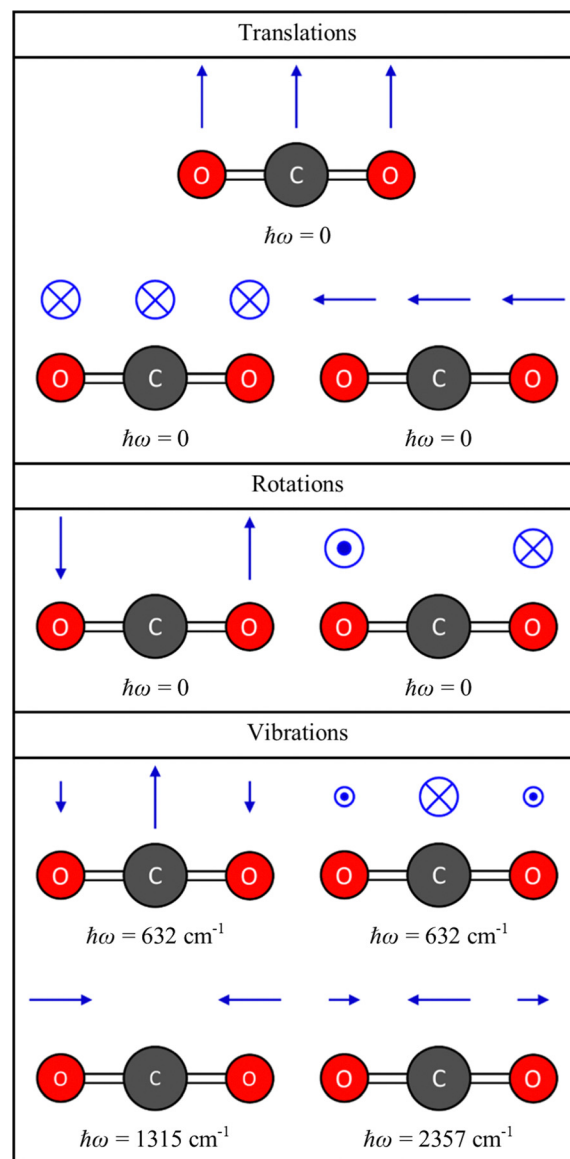 Translations
O C O
ℏω = 0
O C O O C O
ℏω = 0 ℏω = 0
Rotations
O C O O C O
ℏω = 0 ℏω = 0
Vibrations
O C O O C O
ℏω = 632 cm⁻¹ ℏω = 632 cm⁻¹
O C O O C O
ℏω = 1315 cm⁻¹ ℏω = 2357 cm⁻¹